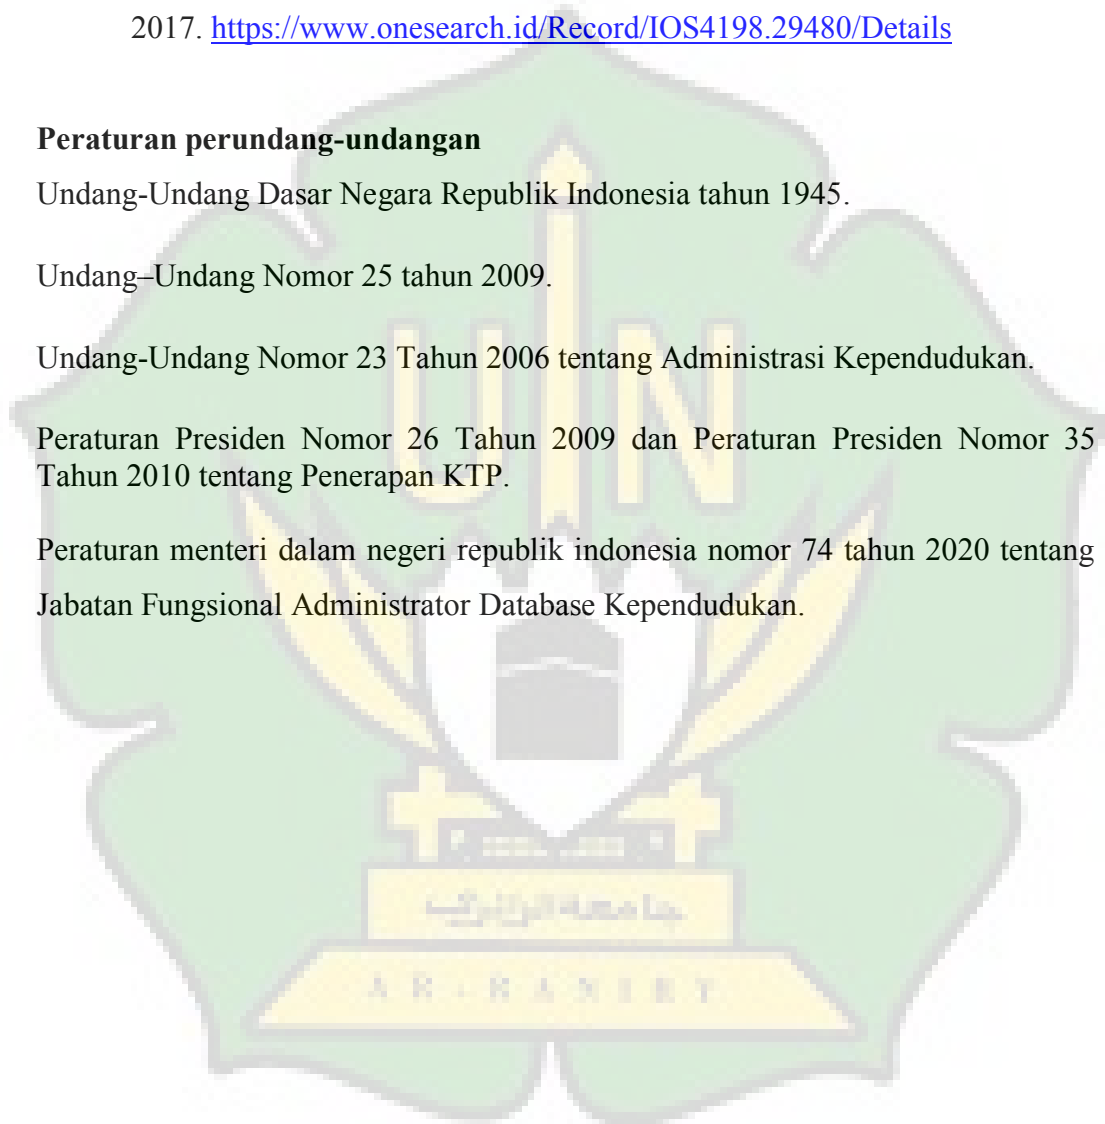 2017. https://www.onesearch.id/Record/IOS4198.29480/Details
Peraturan perundang-undangan
Undang-Undang Dasar Negara Republik Indonesia tahun 1945.
Undang–Undang Nomor 25 tahun 2009.
Undang-Undang Nomor 23 Tahun 2006 tentang Administrasi Kependudukan.
Peraturan Presiden Nomor 26 Tahun 2009 dan Peraturan Presiden Nomor 35
Tahun 2010 tentang Penerapan KTP.
Peraturan menteri dalam negeri republik indonesia nomor 74 tahun 2020 tentang
Jabatan Fungsional Administrator Database Kependudukan.
UIN
جامعة الرانيري
AR-RANIRY